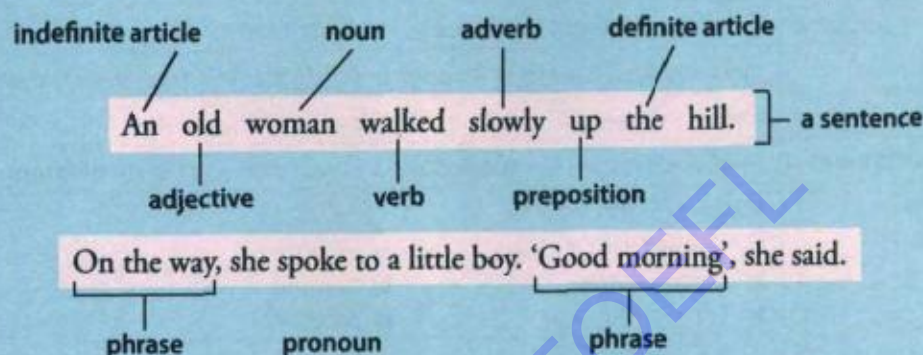 indefinite article noun adverb definite article
An old woman walked slowly up the hill. a sentence
adjective verb preposition
On the way, she spoke to a little boy. 'Good morning', she said.
phrase pronoun phrase
TOEFL